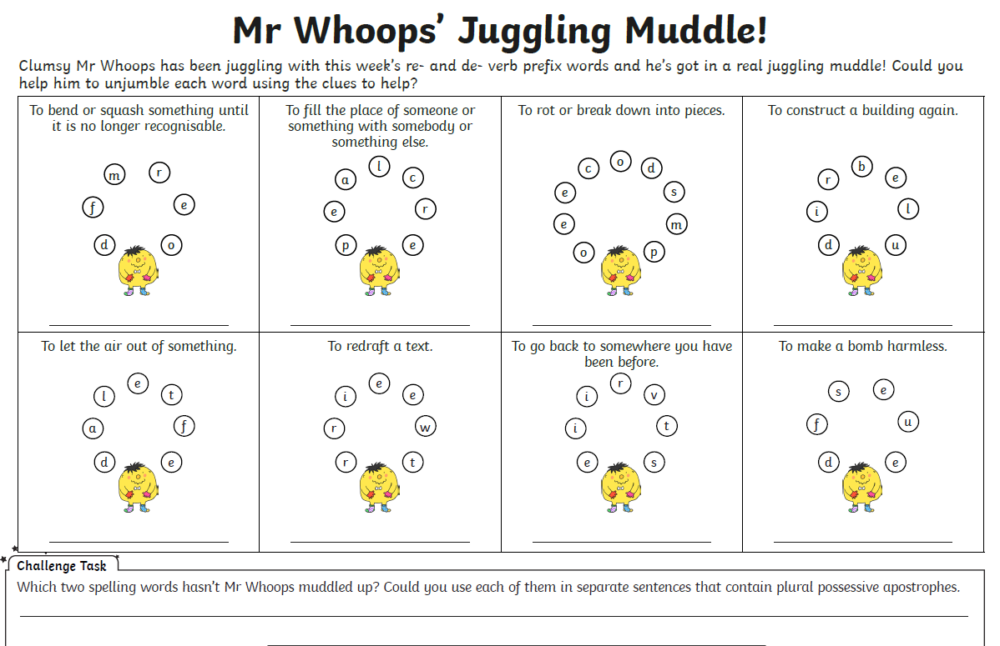 Mr Whoops’ Juggling Muddle!
Clumsy Mr Whoops has been juggling with this week’s re- and de- verb prefix words and he’s got in a real juggling muddle! Could you
help him to unjumble each word using the clues to help?
To bend or squash something until
it is no longer recognisable.
m r
f e
d o
To fill the place of someone or
something with somebody or
something else.
l
a c
e r
p e
To rot or break down into pieces.
o
c d
e s
e m
o p
To construct a building again.
b
r e
i l
d u
To let the air out of something.
e
l t
a f
d e
To redraft a text.
e
i e
r w
r t
To go back to somewhere you have
been before.
r
i v
i t
e s
To make a bomb harmless.
s e
f u
d e
Challenge Task
Which two spelling words hasn’t Mr Whoops muddled up? Could you use each of them in separate sentences that contain plural possessive apostrophes.